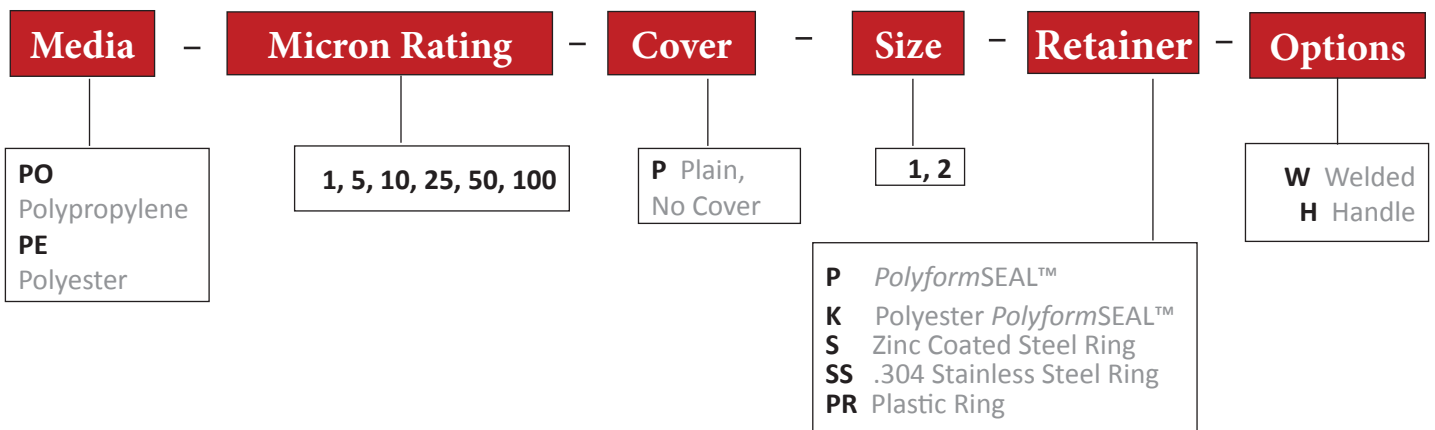 Media – Micron Rating – Cover – Size – Retainer – Options
PO
Polypropylene
PE
Polyester
1, 5, 10, 25, 50, 100
P Plain,
No Cover
1, 2
P PolyformSEAL™
K Polyester PolyformSEAL™
S Zinc Coated Steel Ring
SS .304 Stainless Steel Ring
PR Plastic Ring
W Welded
H Handle